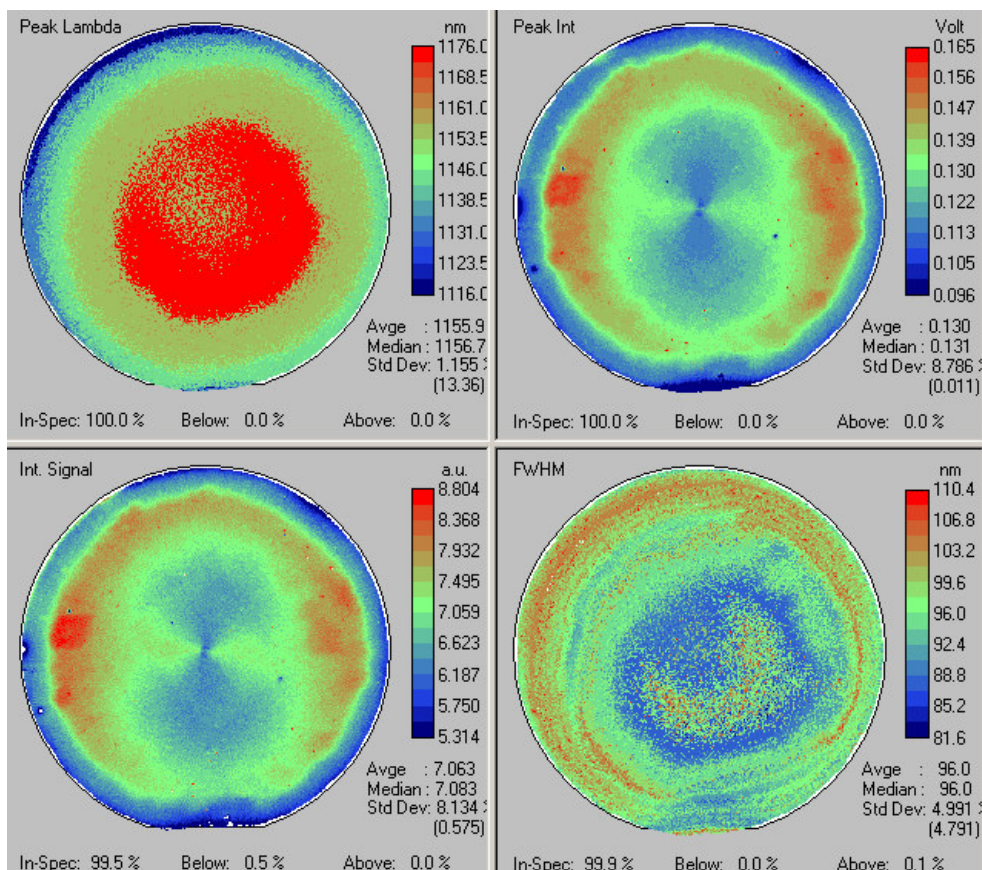 Peak Lambda nm
1176.0
1168.5
1161.0
1153.5
1146.0
1138.5
1131.0
1123.5
1116.0
Avge : 1155.9
Median : 1156.7
Std Dev: 1.155 %
(13.36)
In-Spec: 100.0 % Below: 0.0 % Above: 0.0 %
Peak Int Volt
0.165
0.156
0.147
0.139
0.130
0.122
0.113
0.105
0.096
Avge : 0.130
Median : 0.131
Std Dev: 8.786 %
(0.011)
In-Spec: 100.0 % Below: 0.0 % Above: 0.0 %
Int. Signal a.u.
8.804
8.368
7.932
7.495
7.059
6.623
6.187
5.750
5.314
Avge : 7.063
Median : 7.083
Std Dev: 8.134 %
(0.575)
In-Spec: 99.5 % Below: 0.5 % Above: 0.0 %
FWHM nm
110.4
106.8
103.2
99.6
96.0
92.4
88.8
85.2
81.6
Avge : 96.0
Median : 96.0
Std Dev: 4.991 %
(4.791)
In-Spec: 99.9 % Below: 0.0 % Above: 0.1 %